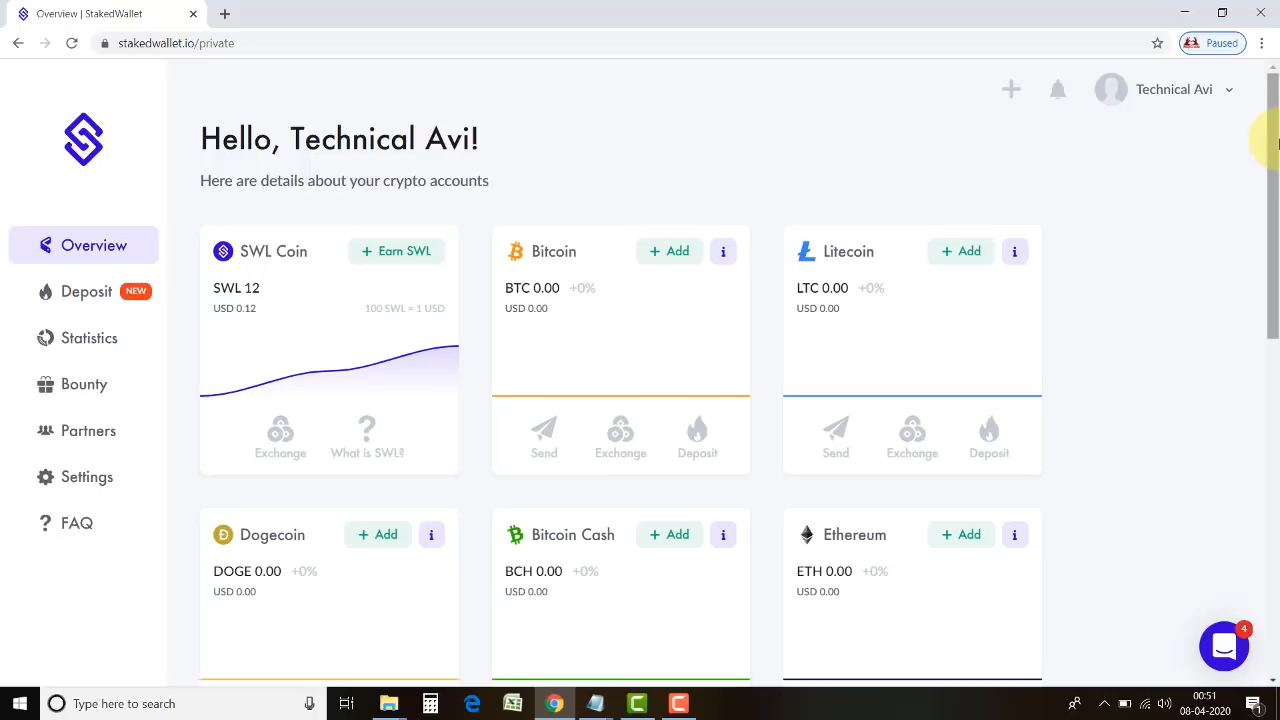 Overview | StakedWallet
stakedwallet.io/private
Paused
Technical Avi
Hello, Technical Avi!
Here are details about your crypto accounts
Overview
Deposit NEW
Statistics
Bounty
Partners
Settings
FAQ
SWL Coin + Earn SWL
SWL 12
USD 0.12 100 SWL = 1 USD
Exchange What is SWL?
Bitcoin + Add i
BTC 0.00 +0%
USD 0.00
Send Exchange Deposit
Litecoin + Add i
LTC 0.00 +0%
USD 0.00
Send Exchange Deposit
Dogecoin + Add i
DOGE 0.00 +0%
USD 0.00
Bitcoin Cash + Add i
BCH 0.00 +0%
USD 0.00
Ethereum + Add i
ETH 0.00 +0%
USD 0.00
4
Type here to search
00:51
08-04-2020